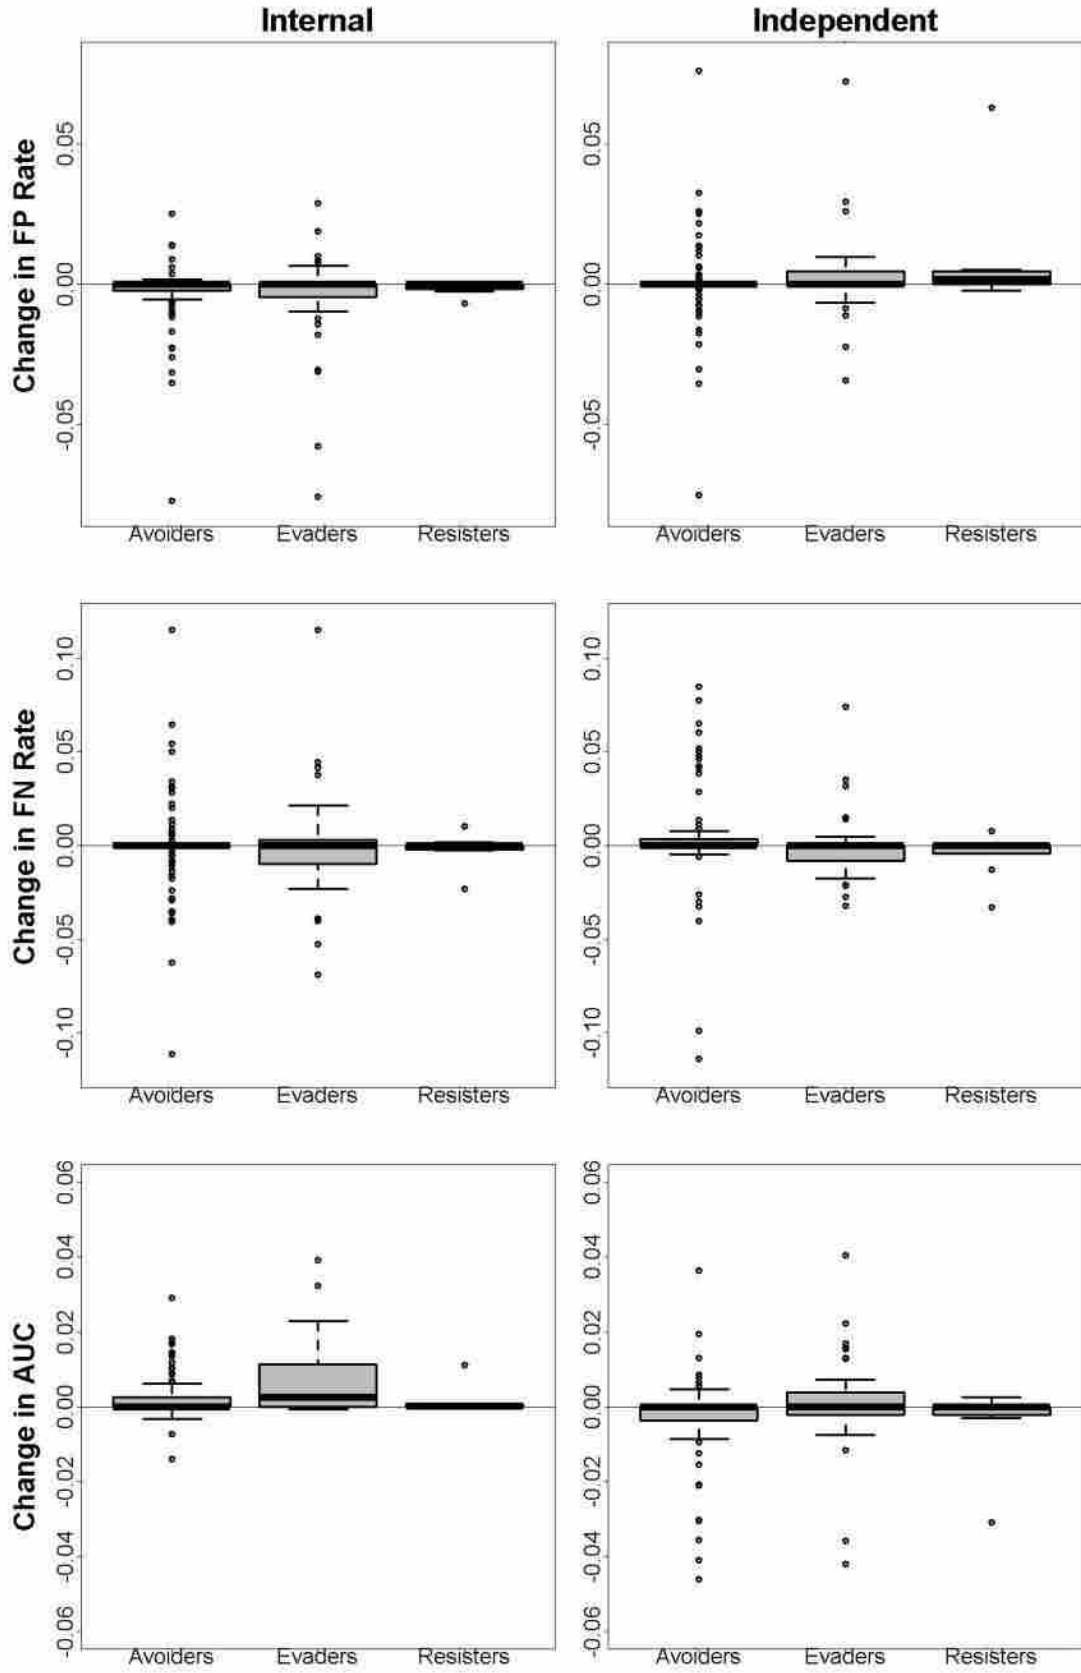 Internal
Independent
Change in FP Rate
0.05
0.00
-0.05
Avoiders Evaders Resisters
0.05
0.00
-0.05
Avoiders Evaders Resisters
Change in FN Rate
0.10
0.05
0.00
-0.05
-0.10
Avoiders Evaders Resisters
0.10
0.05
0.00
-0.05
-0.10
Avoiders Evaders Resisters
Change in AUC
0.06
0.04
0.02
0.00
-0.02
-0.04
-0.06
Avoiders Evaders Resisters
0.06
0.04
0.02
0.00
-0.02
-0.04
-0.06
Avoiders Evaders Resisters